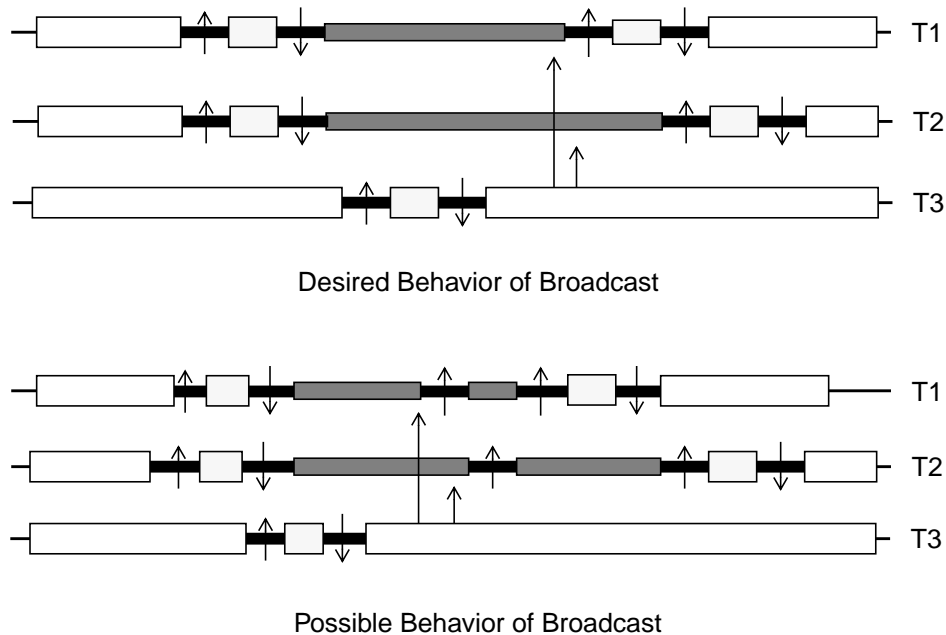 T1
T2
T3
Desired Behavior of Broadcast
T1
T2
T3
Possible Behavior of Broadcast